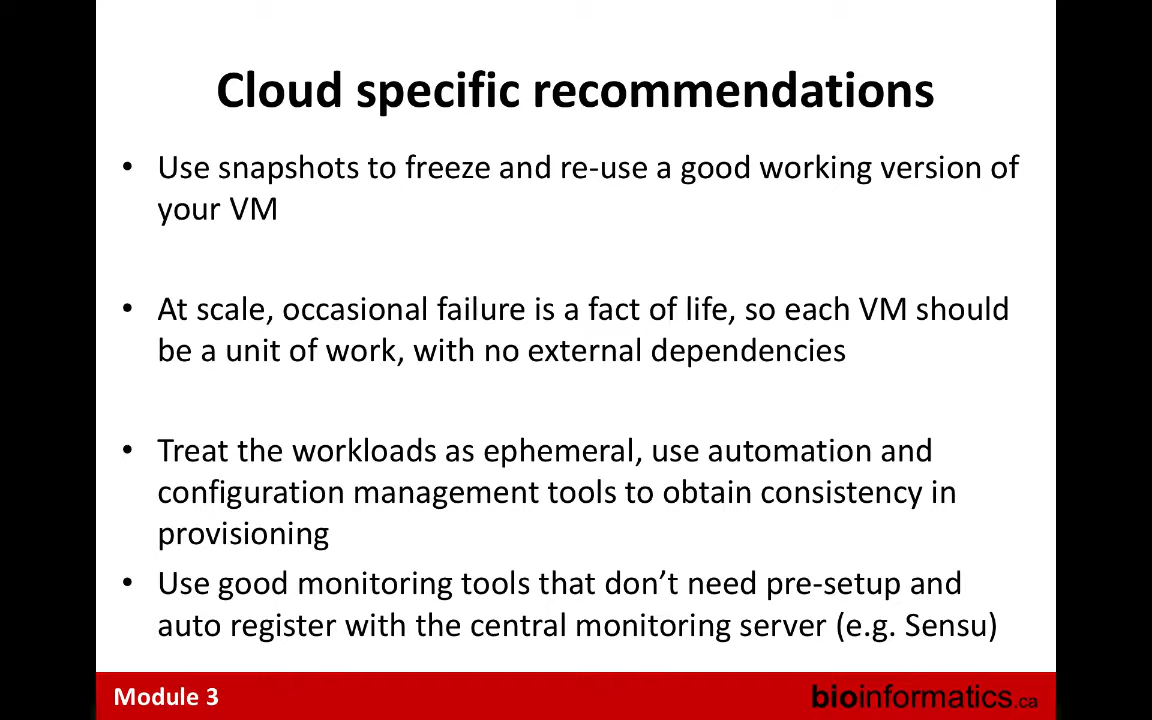 Cloud specific recommendations
• Use snapshots to freeze and re-use a good working version of
your VM
• At scale, occasional failure is a fact of life, so each VM should
be a unit of work, with no external dependencies
• Treat the workloads as ephemeral, use automation and
configuration management tools to obtain consistency in
provisioning
• Use good monitoring tools that don’t need pre-setup and
auto register with the central monitoring server (e.g. Sensu)
Module 3
bioinformatics.ca